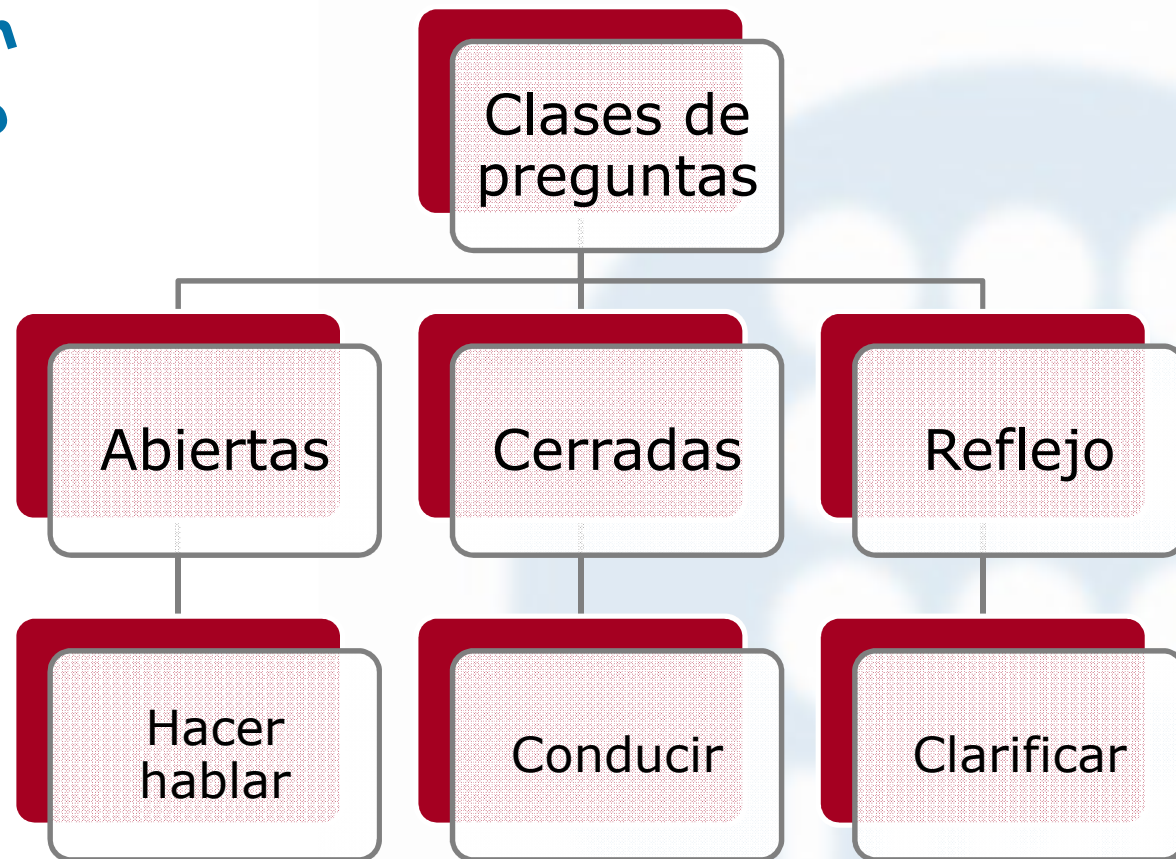 Clases de
preguntas
Abiertas
Cerradas
Reflejo
Hacer
hablar
Conducir
Clarificar